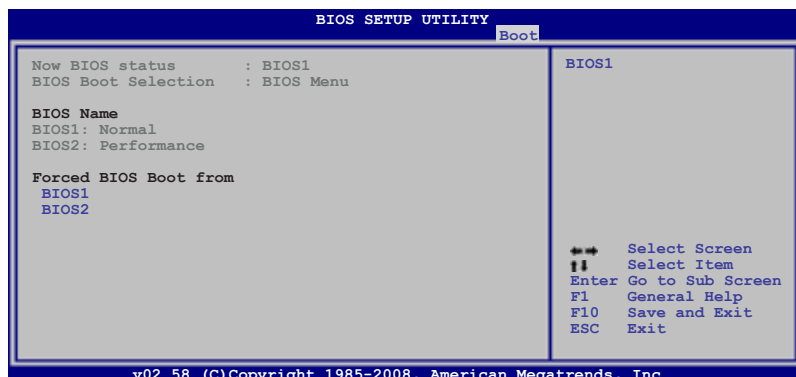 BIOS SETUP UTILITY
Boot
Now BIOS status : BIOS1
BIOS Boot Selection : BIOS Menu
BIOS Name
BIOS1: Normal
BIOS2: Performance
Forced BIOS Boot from
BIOS1
BIOS2
BIOS1
←→ Select Screen
↑↓ Select Item
Enter Go to Sub Screen
F1 General Help
F10 Save and Exit
ESC Exit
v02.58 (C)Copyright 1985-2008, American Megatrends, Inc.